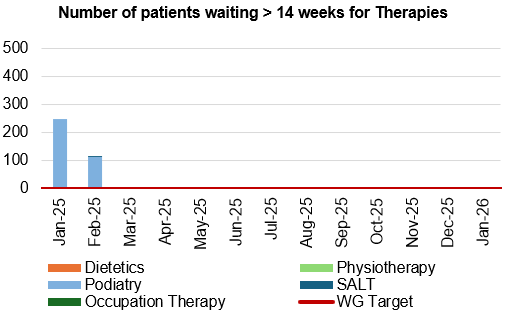 Number of patients waiting > 14 weeks for Therapies
500
400
300
200
100
0
Jan-25
Feb-25
Mar-25
Apr-25
May-25
Jun-25
Jul-25
Aug-25
Sep-25
Oct-25
Nov-25
Dec-25
Jan-26
Dietetics
Physiotherapy
Podiatry
SALT
Occupation Therapy
WG Target